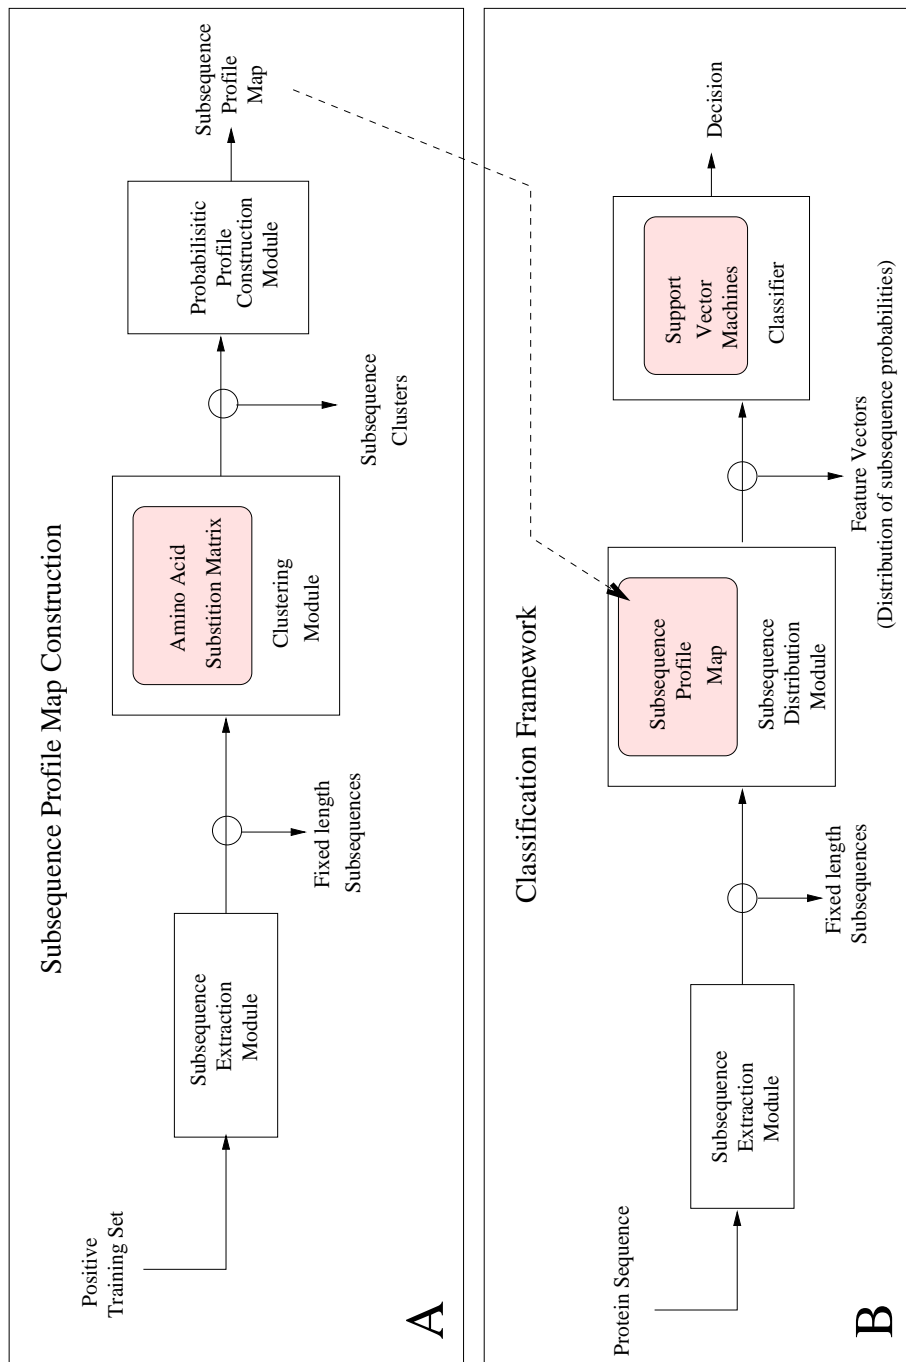 Subsequence Profile Map Construction
Positive
Training Set
Subsequence
Extraction
Module
Fixed length
Subsequences
Amino Acid
Substition Matrix
Clustering
Module
Subsequence
Clusters
Probabilisitic
Profile
Construction
Module
Subsequence
Profile
Map
A
Classification Framework
Protein Sequence
Subsequence
Extraction
Module
Fixed length
Subsequences
Subsequence
Profile
Map
Subsequence
Distribution
Module
Feature Vectors
(Distribution of subsequence probabilities)
Support
Vector
Machines
Classifier
Decision
B